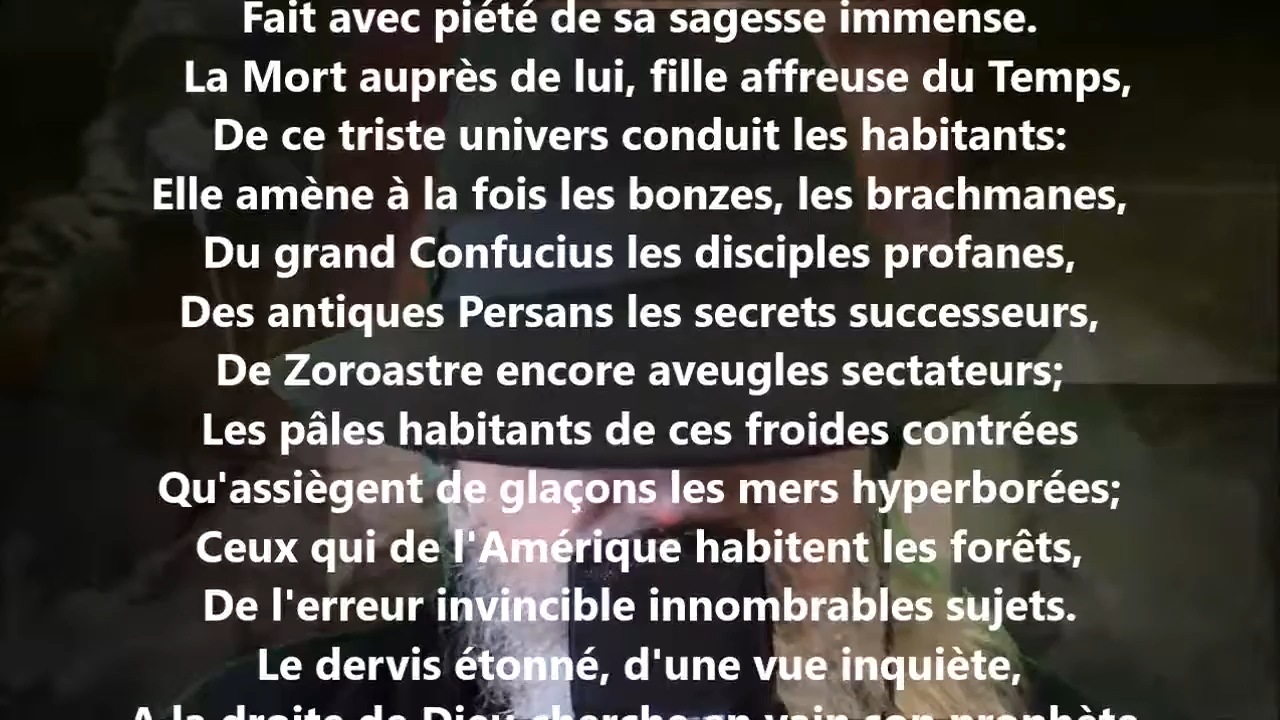 Fait avec piété de sa sagesse immense.
La Mort auprès de lui, fille affreuse du Temps,
De ce triste univers conduit les habitants:
Elle amène à la fois les bonzes, les brachmanes,
Du grand Confucius les disciples profanes,
Des antiques Persans les secrets successeurs,
De Zoroastre encore aveugles sectateurs;
Les pâles habitants de ces froides contrées
Qu'assiègent de glaçons les mers hyperborées;
Ceux qui de l'Amérique habitent les forêts,
De l'erreur invincible innombrables sujets.
Le dervis étonné, d'une vue inquiète,
A la droite de Dieu cherche en vain son prophète